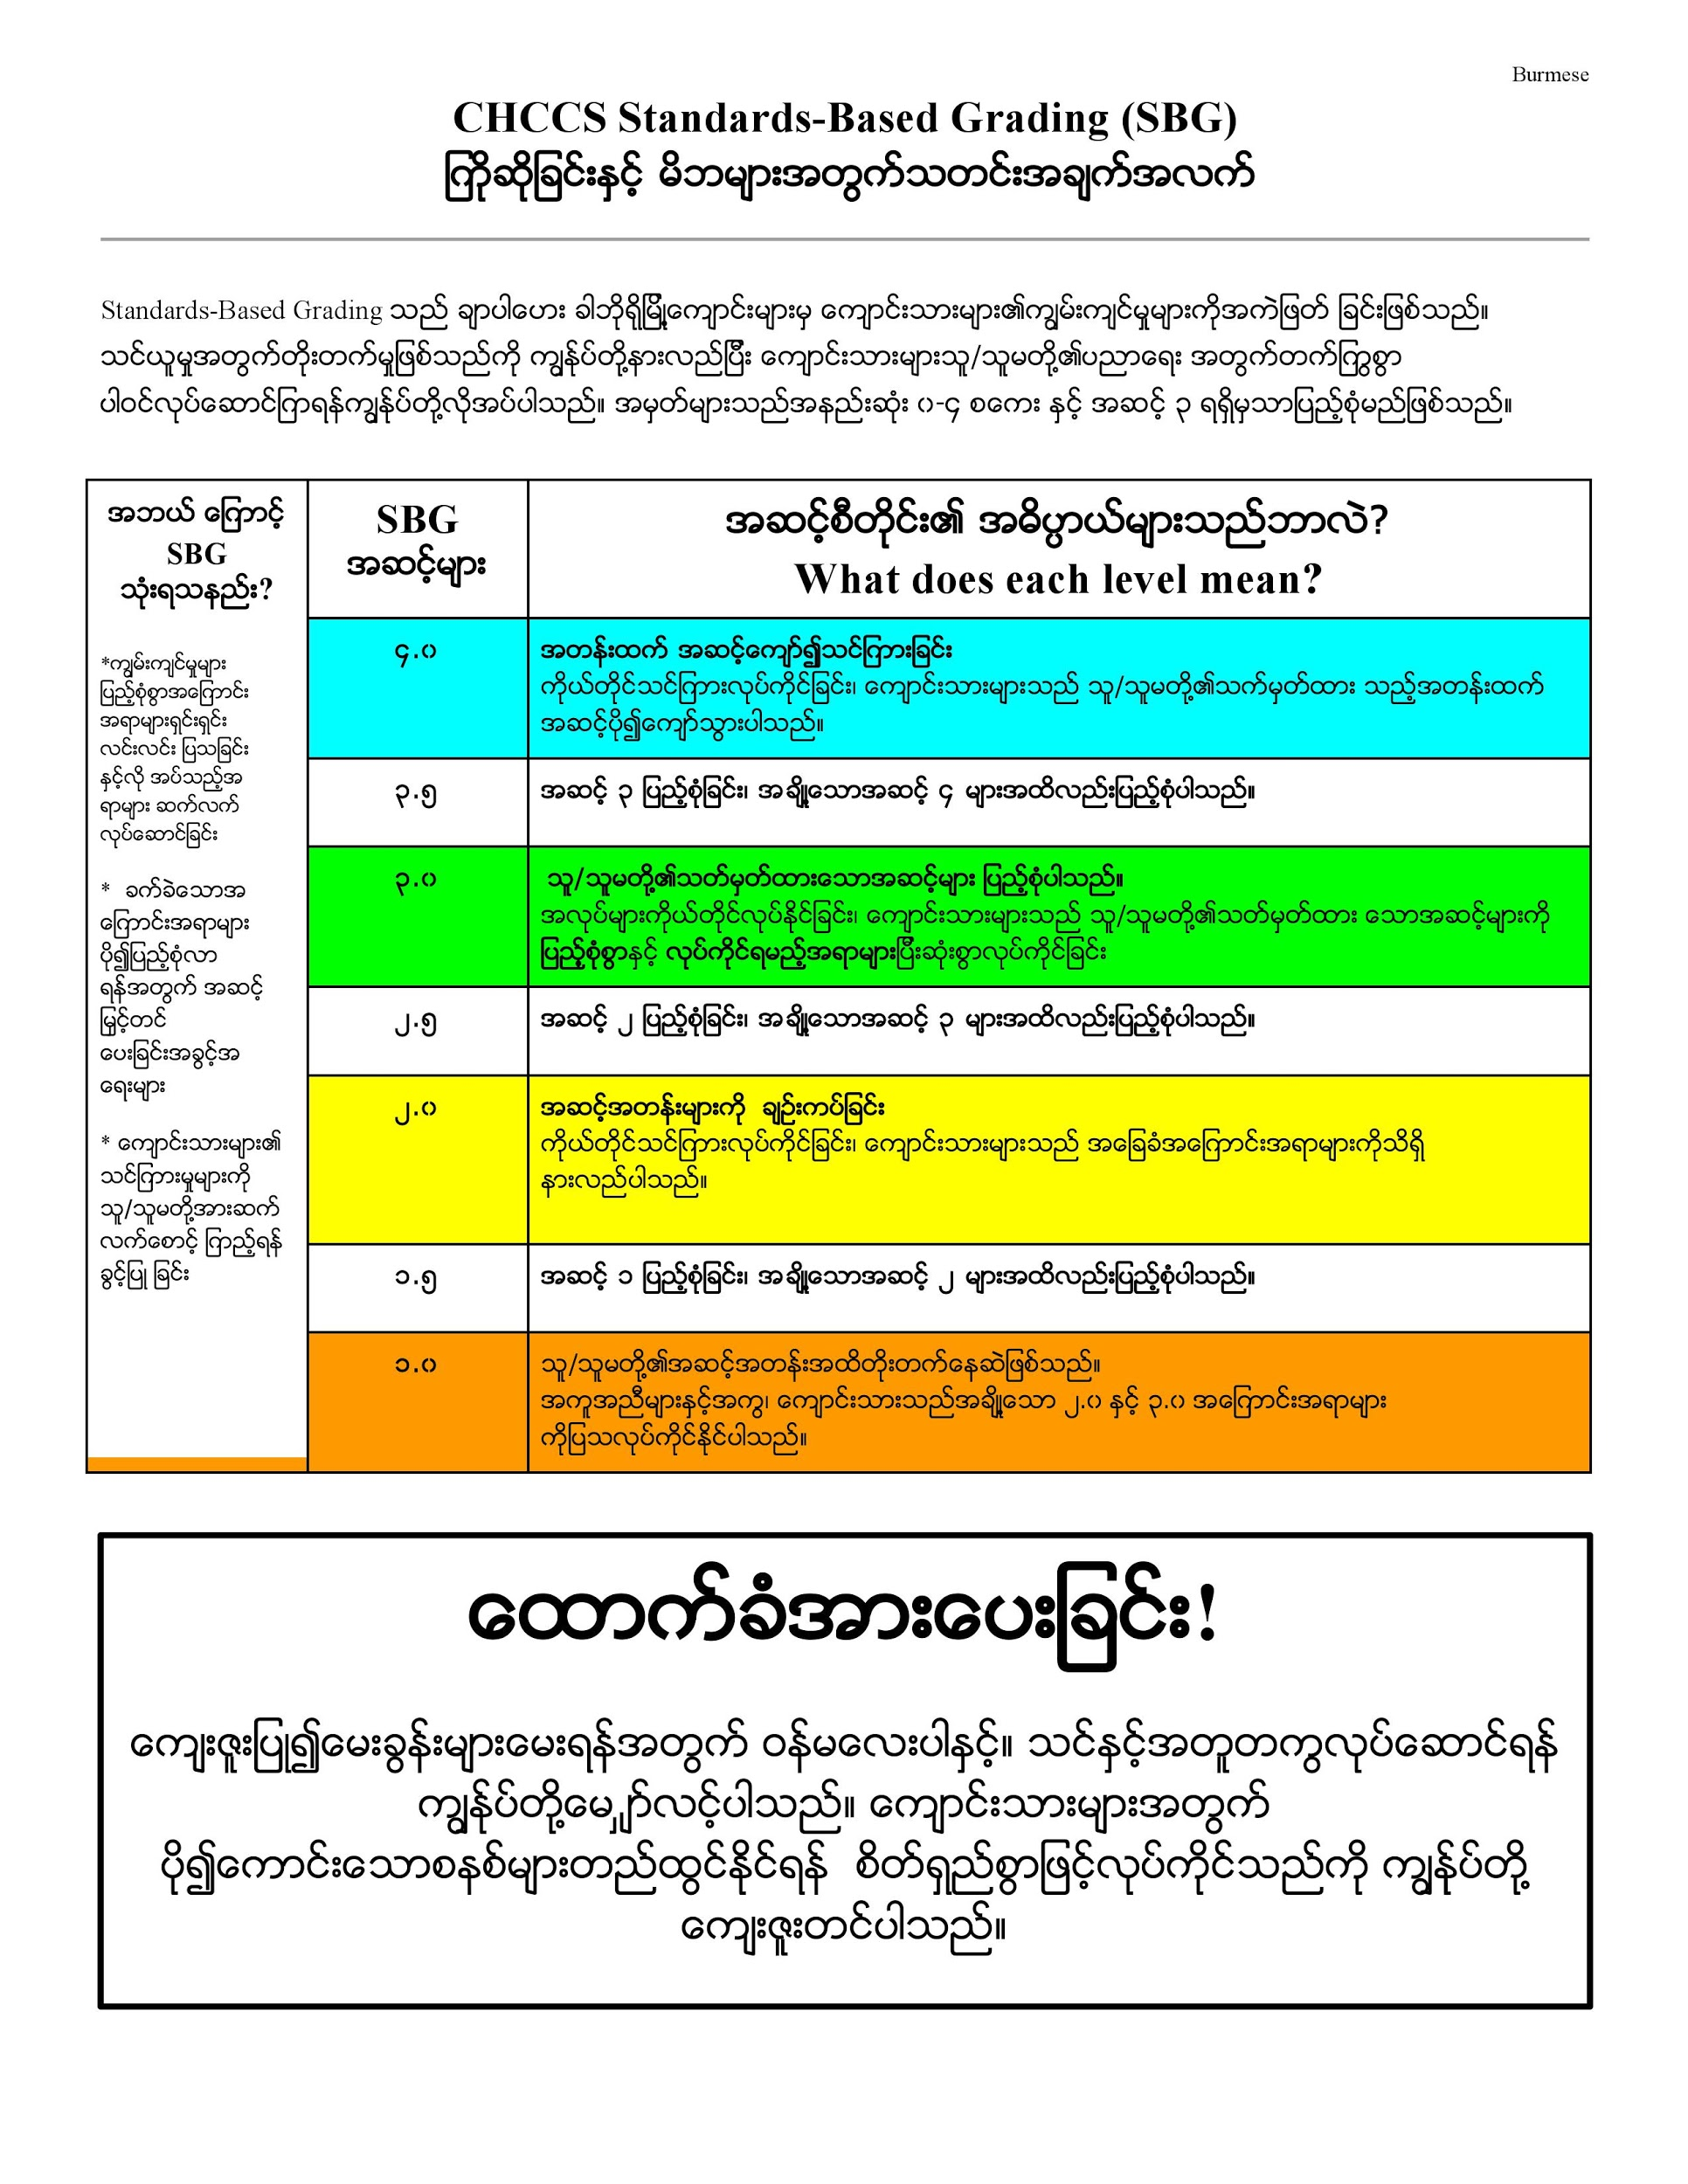 Burmese
CHCCS Standards-Based Grading (SBG)
ကြိုဆိုခြင်းနှင့် မိဘများအတွက်သတင်းအချက်အလက်
Standards-Based Grading သည် ချာပါဟေး ခါဘိုရိုမြို့ကျောင်းများမှ ကျောင်းသားများ၏ကျွမ်းကျင်မှုများကိုအကဲဖြတ် ခြင်းဖြစ်သည်။
သင်ယူမှုအတွက်တိုးတက်မှုဖြစ်သည်ကို ကျွန်ုပ်တို့နားလည်ပြီး ကျောင်းသားများသူ/သူမတို့၏ပညာရေး အတွက်တက်ကြွစွာ
ပါဝင်လုပ်ဆောင်ကြရန်ကျွန်ုပ်တို့လိုအပ်ပါသည်။ အမှတ်များသည်အနည်းဆုံး ၀-၄ စကေး နှင့် အဆင့် ၃ ရရှိမှသာပြည့်စုံမည်ဖြစ်သည်။
အဘယ် ကြောင့်
SBG
သုံးရသနည်း?
*ကျွမ်းကျင်မှုများ
ပြည့်စုံစွာအကြောင်း
အရာများရှင်းရှင်း
လင်းလင်း ပြသခြင်း
နှင့်လို အပ်သည့်အ
ရာများ ဆက်လက်
လုပ်ဆောင်ခြင်း
* ခက်ခဲသောအ
ကြောင်းအရာများ
ပို၍ပြည့်စုံလာ
ရန်အတွက် အဆင့်
မြှင့်တင်
ပေးခြင်းအခွင့်အ
ရေးများ
* ကျောင်းသားများ၏
သင်ကြားမှုများကို
သူ/သူမတို့အားဆက်
လက်စောင့် ကြည့်ရန်
ခွင့်ပြု ခြင်း
SBG
အဆင့်များ
အဆင့်စီတိုင်း၏ အဓိပ္ပာယ်များသည်ဘာလဲ?
What does each level mean?
၄.၀
အတန်းထက် အဆင့်ကျော်၍သင်ကြားခြင်း
ကိုယ်တိုင်သင်ကြားလုပ်ကိုင်ခြင်း၊ ကျောင်းသားများသည် သူ/သူမတို့၏သက်မှတ်ထား သည့်အတန်းထက်
အဆင့်ပို၍ကျော်သွားပါသည်။
၃.၅
အဆင့် ၃ ပြည့်စုံခြင်း၊ အချို့သောအဆင့် ၄ များအထိလည်းပြည့်စုံပါသည်။
၃.၀
သူ/သူမတို့၏သတ်မှတ်ထားသောအဆင့်များ ပြည့်စုံပါသည်။
အလုပ်များကိုယ်တိုင်လုပ်နိုင်ခြင်း၊ ကျောင်းသားများသည် သူ/သူမတို့၏သတ်မှတ်ထား သောအဆင့်များကို
ပြည့်စုံစွာနှင့် လုပ်ကိုင်ရမည့်အရာများပြီးဆုံးစွာလုပ်ကိုင်ခြင်း
၂.၅
အဆင့် ၂ ပြည့်စုံခြင်း၊ အချို့သောအဆင့် ၃ များအထိလည်းပြည့်စုံပါသည်။
၂.၀
အဆင့်အတန်းများကို ချဉ်းကပ်ခြင်း
ကိုယ်တိုင်သင်ကြားလုပ်ကိုင်ခြင်း၊ ကျောင်းသားများသည် အခြေခံအကြောင်းအရာများကိုသိရှိ
နားလည်ပါသည်။
၁.၅
အဆင့် ၁ ပြည့်စုံခြင်း၊ အချို့သောအဆင့် ၂ များအထိလည်းပြည့်စုံပါသည်။
၁.၀
သူ/သူမတို့၏အဆင့်အတန်းအထိတိုးတက်နေဆဲဖြစ်သည်။
အကူအညီများနှင့်အကွ၊ ကျောင်းသားသည်အချို့သော ၂.၀ နှင့် ၃.၀ အကြောင်းအရာများ
ကိုပြသလုပ်ကိုင်နိုင်ပါသည်။
ထောက်ခံအားပေးခြင်း!
ကျေးဇူးပြု၍မေးခွန်းများမေးရန်အတွက် ဝန်မလေးပါနှင့်။ သင်နှင့်အတူတကွလုပ်ဆောင်ရန်
ကျွန်ုပ်တို့မျှော်လင့်ပါသည်။ ကျောင်းသားများအတွက်
ပို၍ကောင်းသောစနစ်များတည်ထွင်နိုင်ရန် စိတ်ရှည်စွာဖြင့်လုပ်ကိုင်သည်ကို ကျွန်ုပ်တို့
ကျေးဇူးတင်ပါသည်။